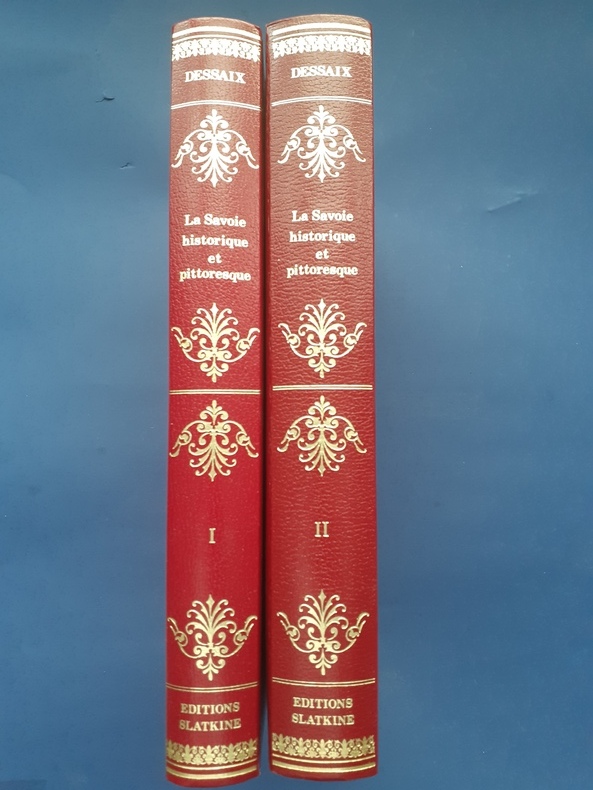 DESSAIX
La Savoie
historique
et
pittoresque
I
EDITIONS
SLATKINE
DESSAIX
La Savoie
historique
et
pittoresque
II
EDITIONS
SLATKINE